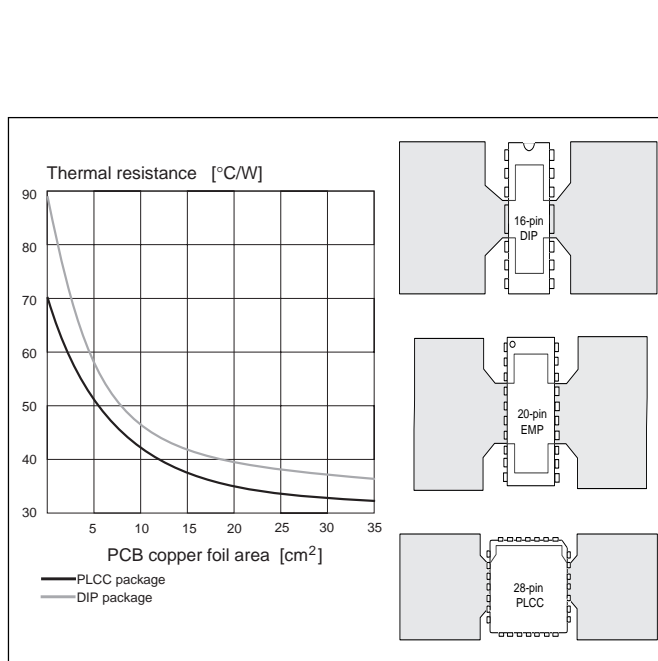 Thermal resistance [°C/W]
90
80
70
60
50
40
30
5 10 15 20 25 30 35
PCB copper foil area [cm²]
PLCC package
DIP package
16-pin
DIP
20-pin
EMP
28-pin
PLCC